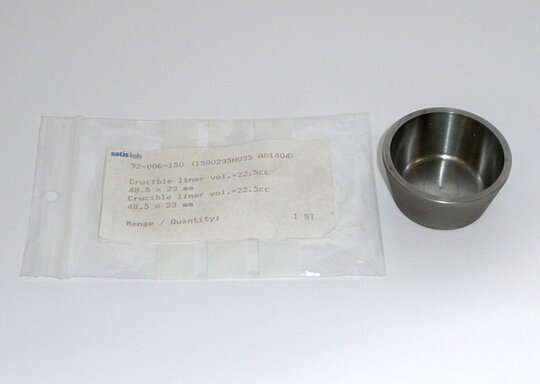 satisloh
92-006-150 (1500295H035 A01404)
Crucible liner vol.=22.5cc
48.5 x 23 mm
Crucible liner vol.=22.5cc
48.5 x 23 mm
Menge / Quantity: 1 ST